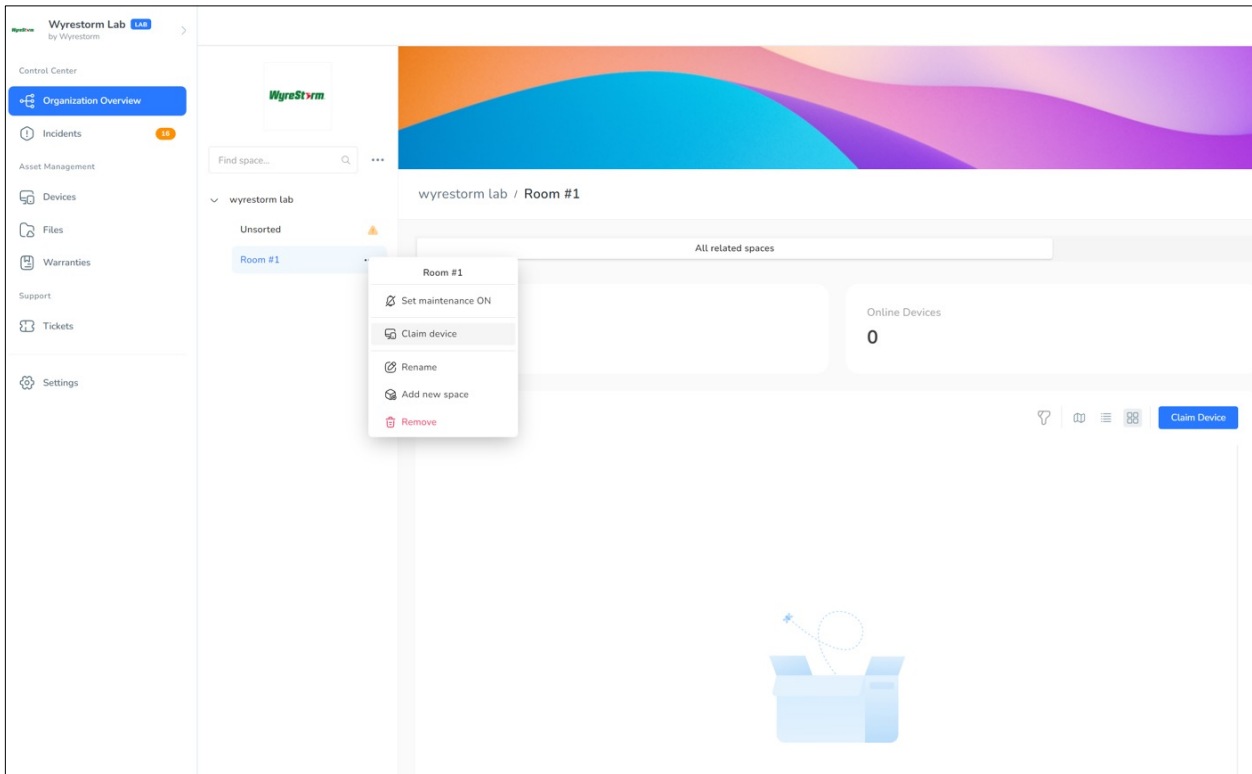 Wyrestorm Lab LAB
by Wyrestorm
Control Center
Organization Overview
Incidents 16
Asset Management
Devices
Files
Warranties
Support
Tickets
Settings
WyreStorm
Find space...
wyrestorm lab
Unsorted
Room #1
Room #1
Set maintenance ON
Claim device
Rename
Add new space
Remove
wyrestorm lab / Room #1
All related spaces
Online Devices
0
Claim Device